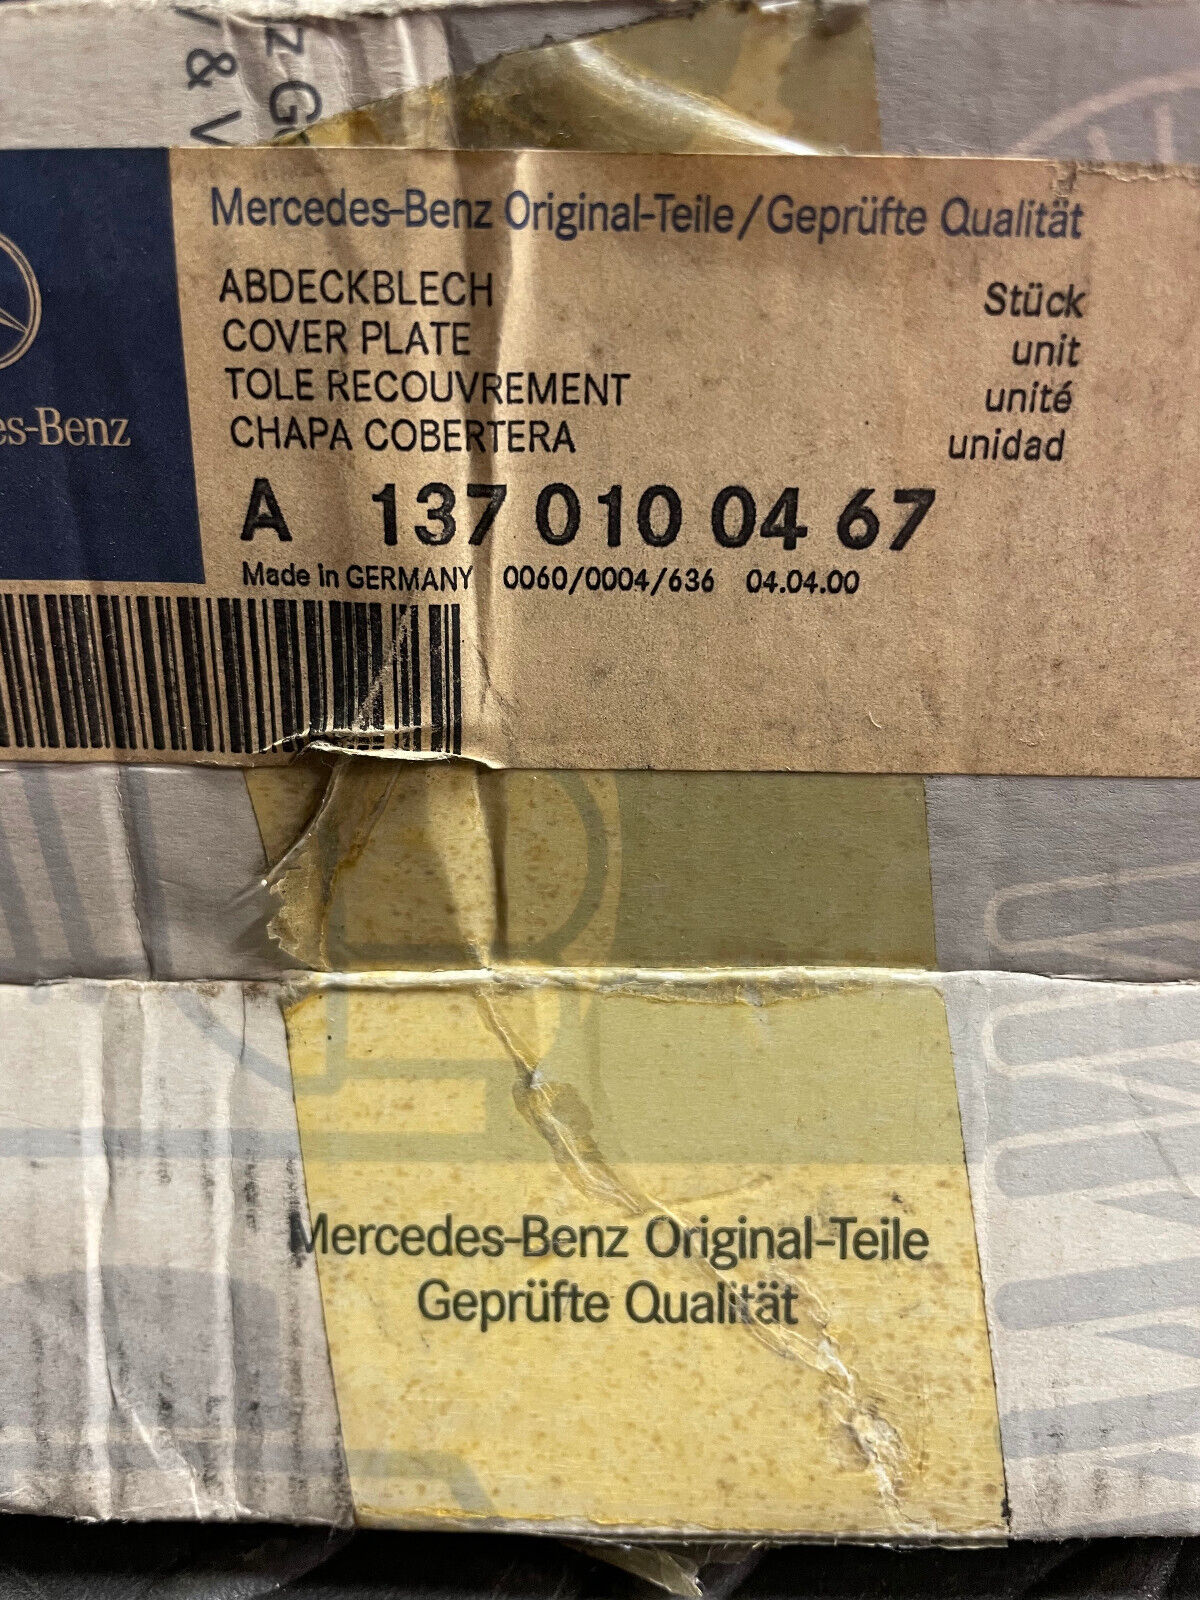 z G
& V
Mercedes-Benz Original-Teile/Geprüfte Qualität
ABDECKBLECH
COVER PLATE
TOLE RECOUVREMENT
CHAPA COBERTERA
Stück
unit
unité
unidad
es-Benz
A 137 010 04 67
Made in GERMANY 0060/0004/636 04.04.00
Mercedes-Benz Original-Teile
Geprüfte Qualität